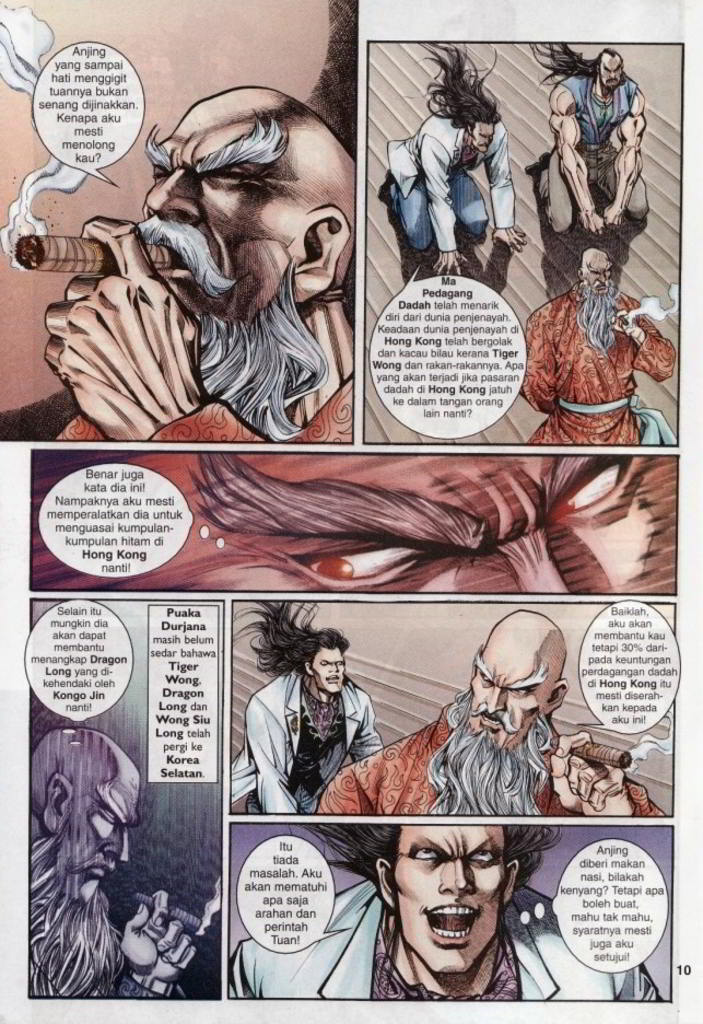 Anjing
yang sampai
hati menggigit
tuannya bukan
senang dijinakkan.
Kenapa aku
mesti
menolong
kau?
Ma
Pedagang
Dadah telah menarik
diri dari dunia penjenayah.
Keadaan dunia penjenayah di
Hong Kong telah bergolak
dan kacau bilau kerana Tiger
Wong dan rakan-rakannya. Apa
yang akan terjadi jika pasaran
dadah di Hong Kong jatuh
ke dalam tangan orang
lain nanti?
Benar juga
kata dia ini!
Nampaknya aku mesti
memperalatkan dia untuk
menguasai kumpulan-
kumpulan hitam di
Hong Kong
nanti!
Selain itu
mungkin dia
akan dapat
membantu
menangkap Dragon
Long yang di-
kehendaki oleh
Kongo Jin
nanti!
Puaka
Durjana
masih belum
sedar bahawa
Tiger
Wong,
Dragon
Long dan
Wong Siu
Long telah
pergi ke
Korea
Selatan.
Baiklah,
aku akan
membantu kau
tetapi 30% dari-
pada keuntungan
perdagangan dadah
di Hong Kong itu
mesti diserah-
kan kepada
aku ini!
Itu
tiada
masalah. Aku
akan mematuhi
apa saja
arahan dan
perintah
Tuan!
Anjing
diberi makan
nasi, bilakah
kenyang? Tetapi apa
boleh buat,
mahu tak mahu,
syaratnya mesti
juga aku
setujui!
10